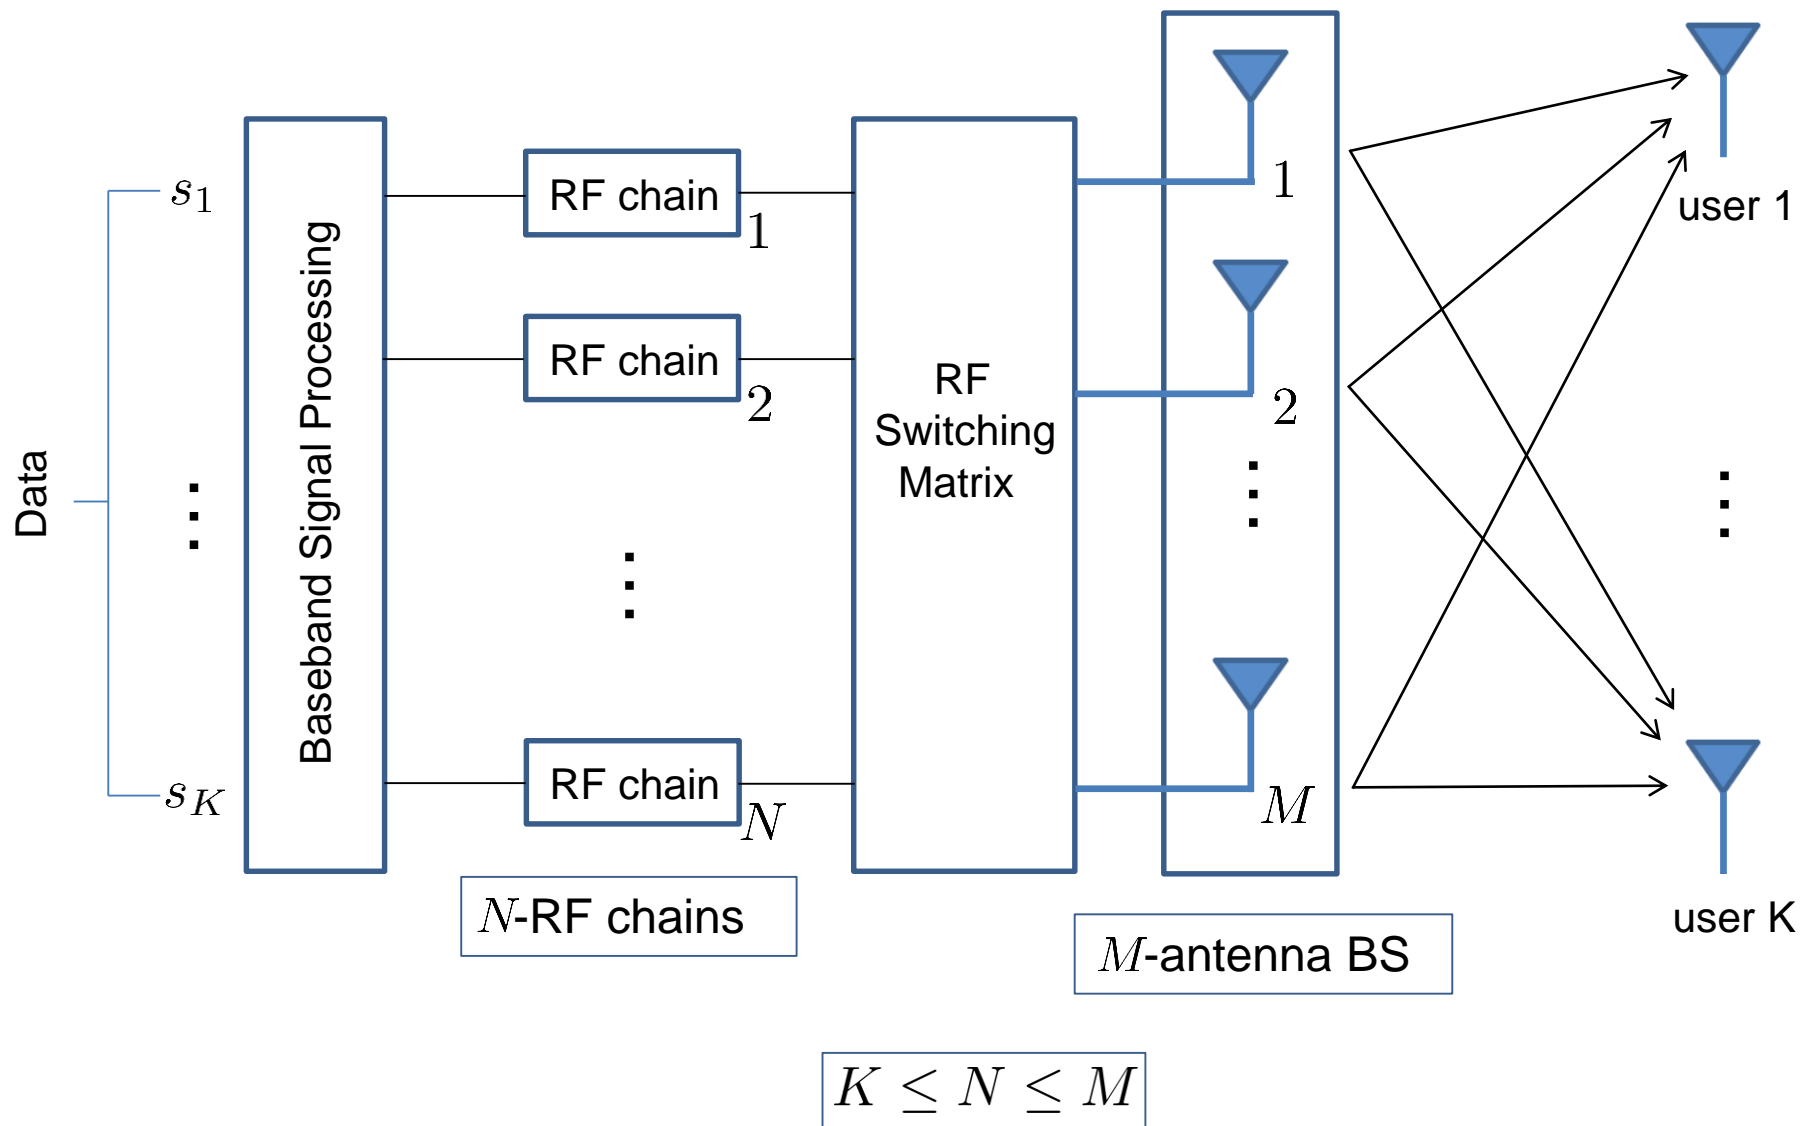 Data
s1
⋮
sK
Baseband Signal Processing
RF chain
1
RF chain
2
⋮
RF chain
N
N-RF chains
RF
Switching
Matrix
1
2
⋮
M
M-antenna BS
user 1
⋮
user K
K ≤ N ≤ M